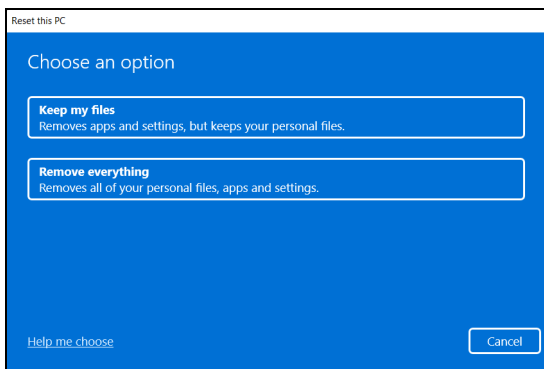 Reset this PC
Choose an option
Keep my files
Removes apps and settings, but keeps your personal files.
Remove everything
Removes all of your personal files, apps and settings.
Help me choose
Cancel